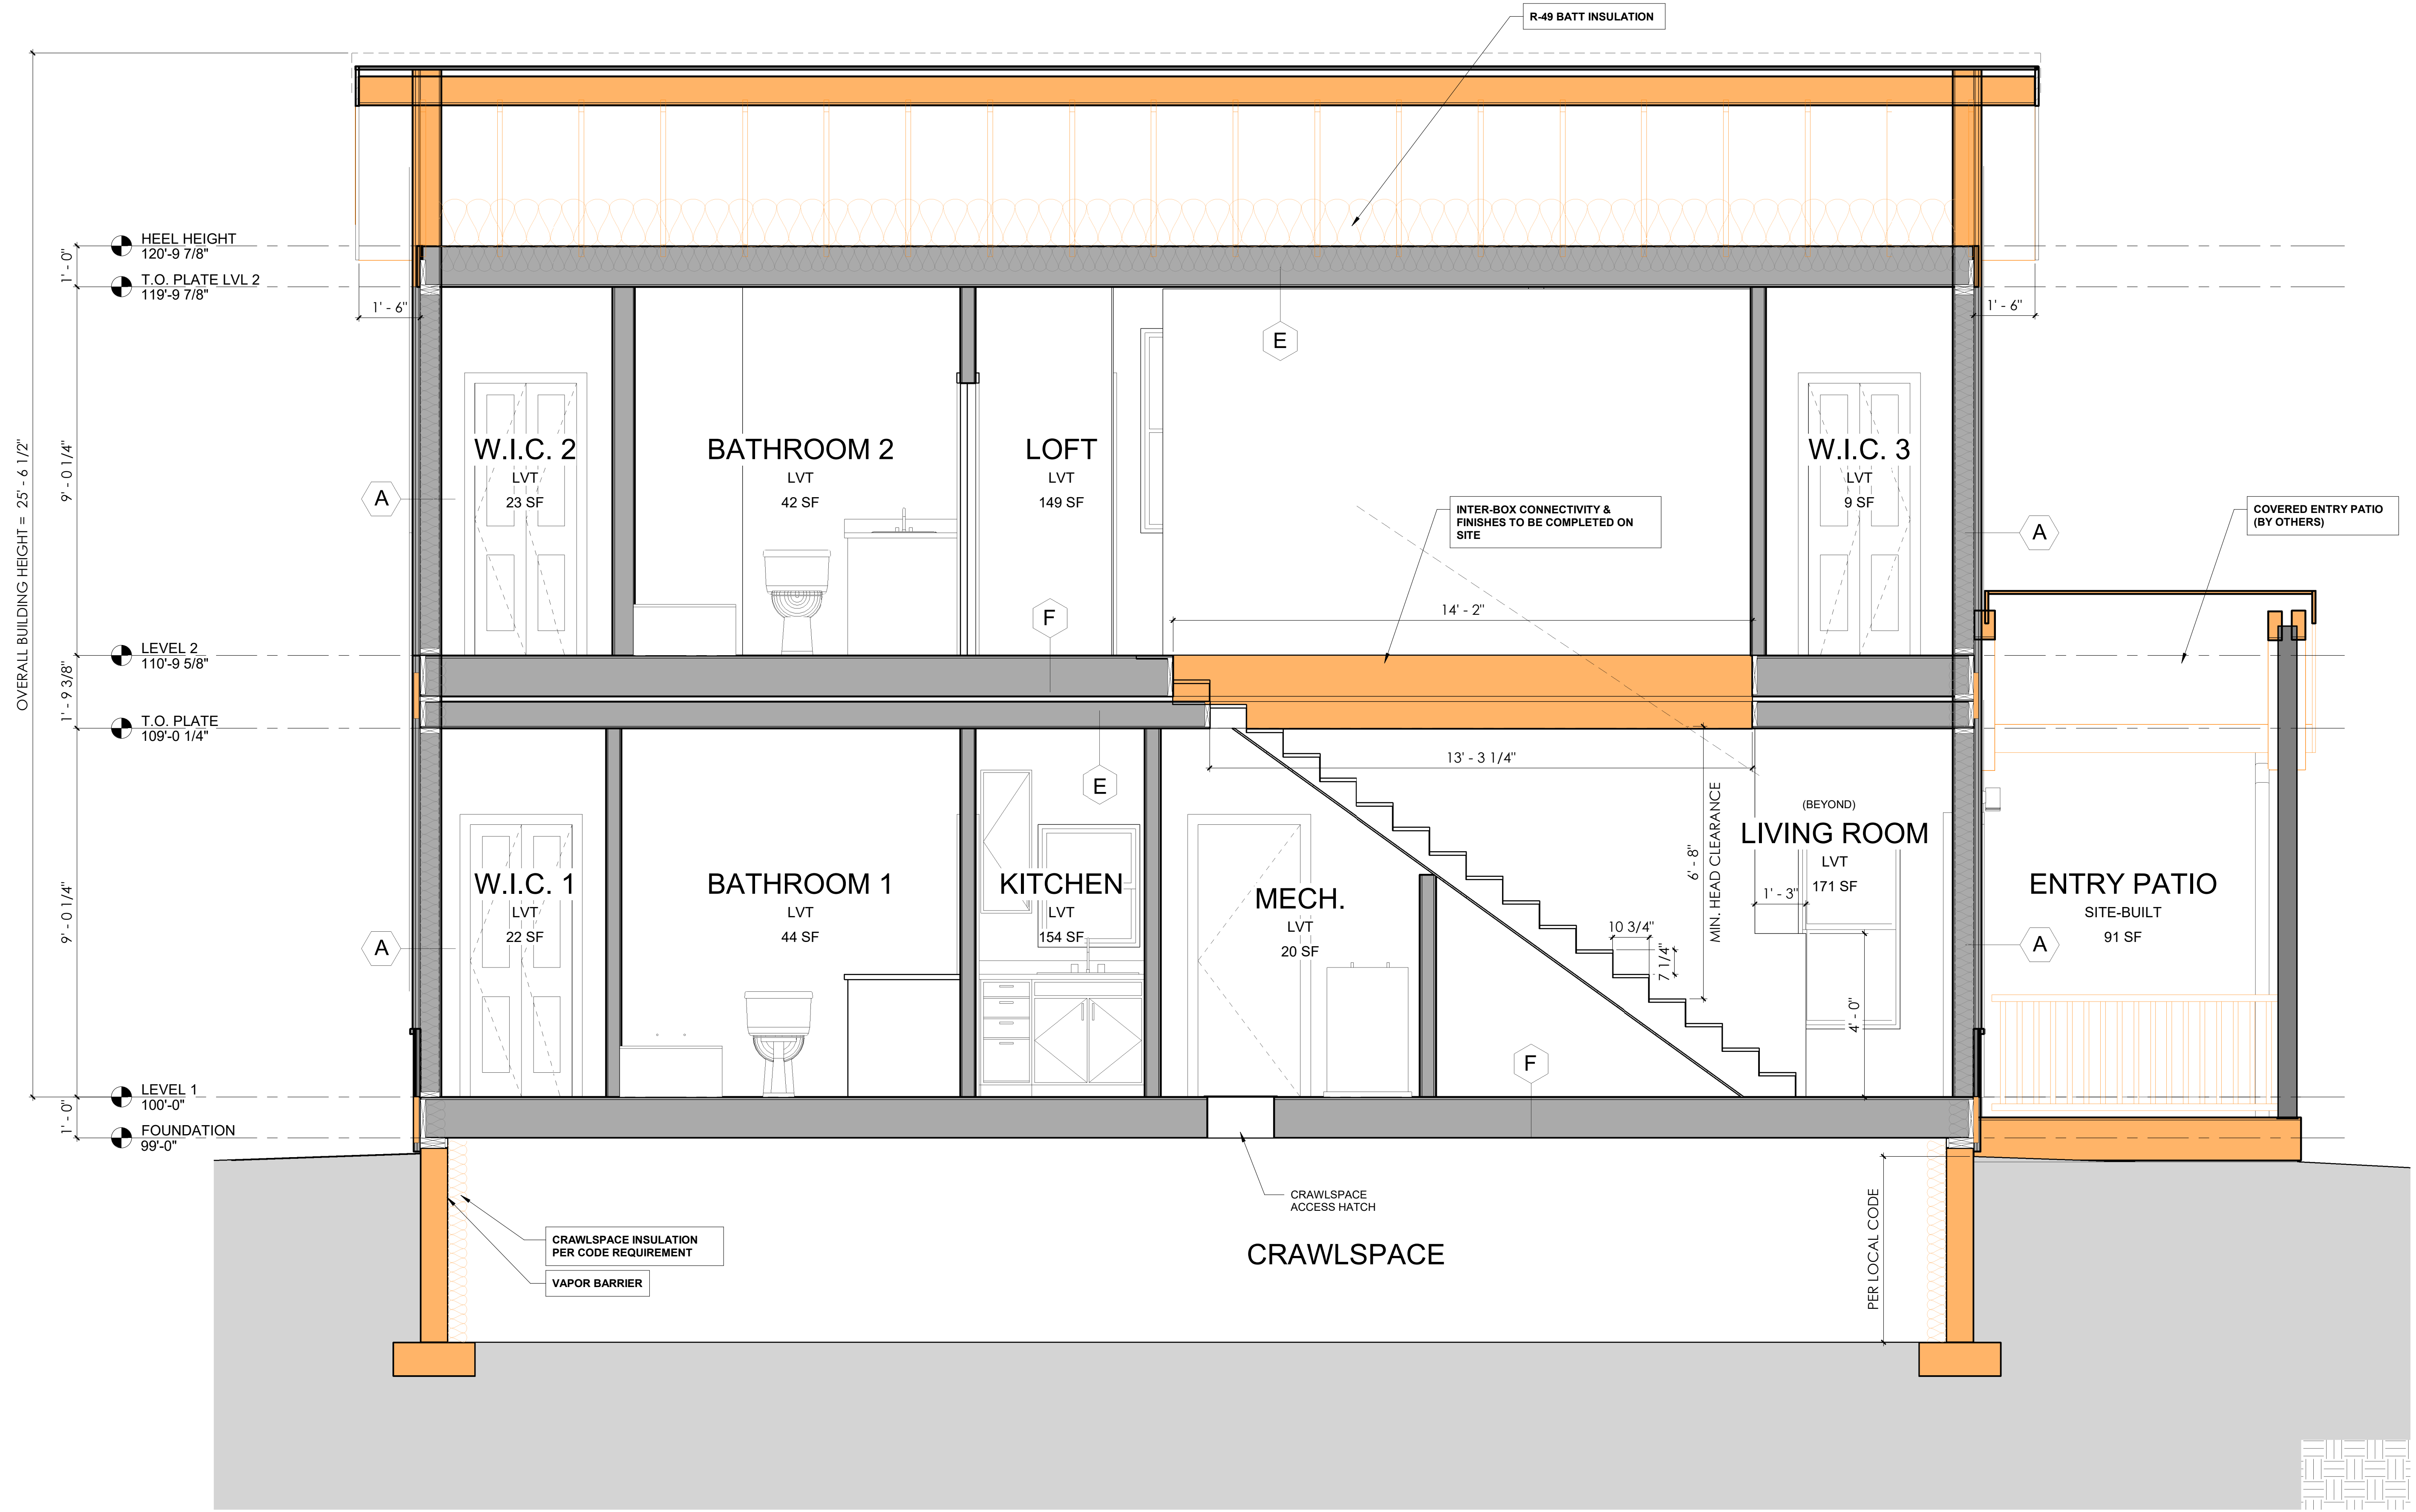 R-49 BATT INSULATION
OVERALL BUILDING HEIGHT = 25' - 6 1/2"
HEEL HEIGHT
120'-9 7/8"
1' - 0"
T.O. PLATE LVL 2
119'-9 7/8"
1' - 6"
1' - 6"
E
9' - 0 1/4"
W.I.C. 2
LVT
23 SF
BATHROOM 2
LVT
42 SF
LOFT
LVT
149 SF
W.I.C. 3
LVT
9 SF
A
A
INTER-BOX CONNECTIVITY &
FINISHES TO BE COMPLETED ON
SITE
COVERED ENTRY PATIO
(BY OTHERS)
F
14' - 2"
LEVEL 2
110'-9 5/8"
1' - 9 3/8"
T.O. PLATE
109'-0 1/4"
13' - 3 1/4"
E
6' - 8"
MIN. HEAD CLEARANCE
(BEYOND)
LIVING ROOM
LVT
171 SF
1' - 3"
9' - 0 1/4"
W.I.C. 1
LVT
22 SF
BATHROOM 1
LVT
44 SF
KITCHEN
LVT
154 SF
MECH.
LVT
20 SF
10 3/4"
7 1/4"
4' - 0"
ENTRY PATIO
SITE-BUILT
91 SF
A
A
F
LEVEL 1
100'-0"
1' - 0"
FOUNDATION
99'-0"
CRAWLSPACE
ACCESS HATCH
CRAWLSPACE INSULATION
PER CODE REQUIREMENT
VAPOR BARRIER
CRAWLSPACE
PER LOCAL CODE